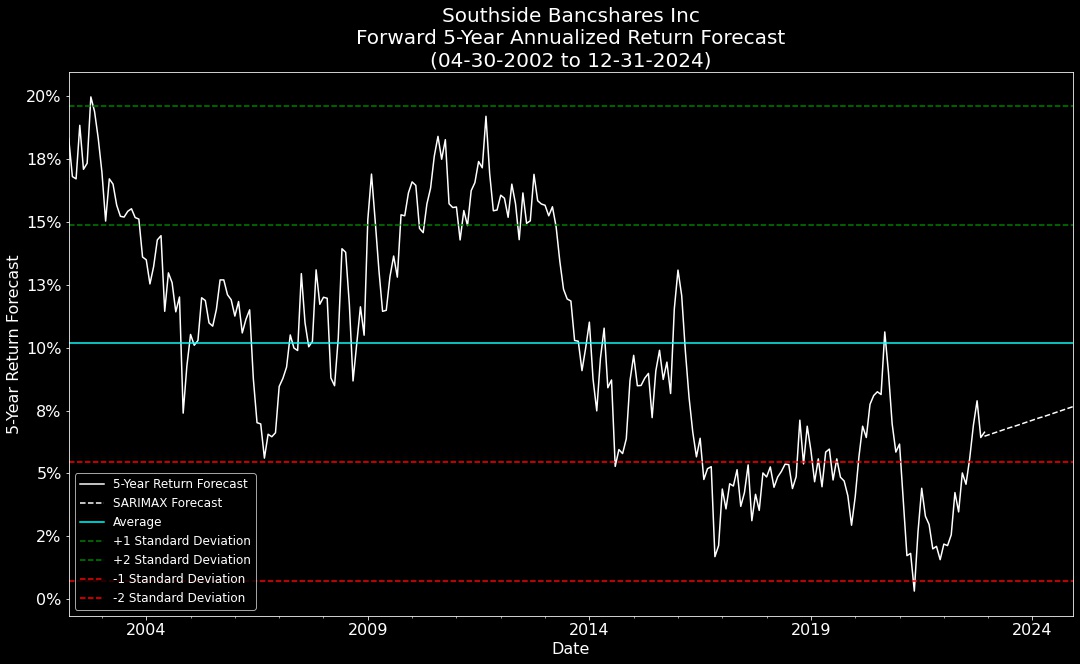 Southside Bancshares Inc
Forward 5-Year Annualized Return Forecast
(04-30-2002 to 12-31-2024)
5-Year Return Forecast
20%
18%
15%
13%
10%
8%
5%
2%
0%
5-Year Return Forecast
SARIMAX Forecast
Average
+1 Standard Deviation
+2 Standard Deviation
-1 Standard Deviation
-2 Standard Deviation
2004
2009
2014
2019
2024
Date